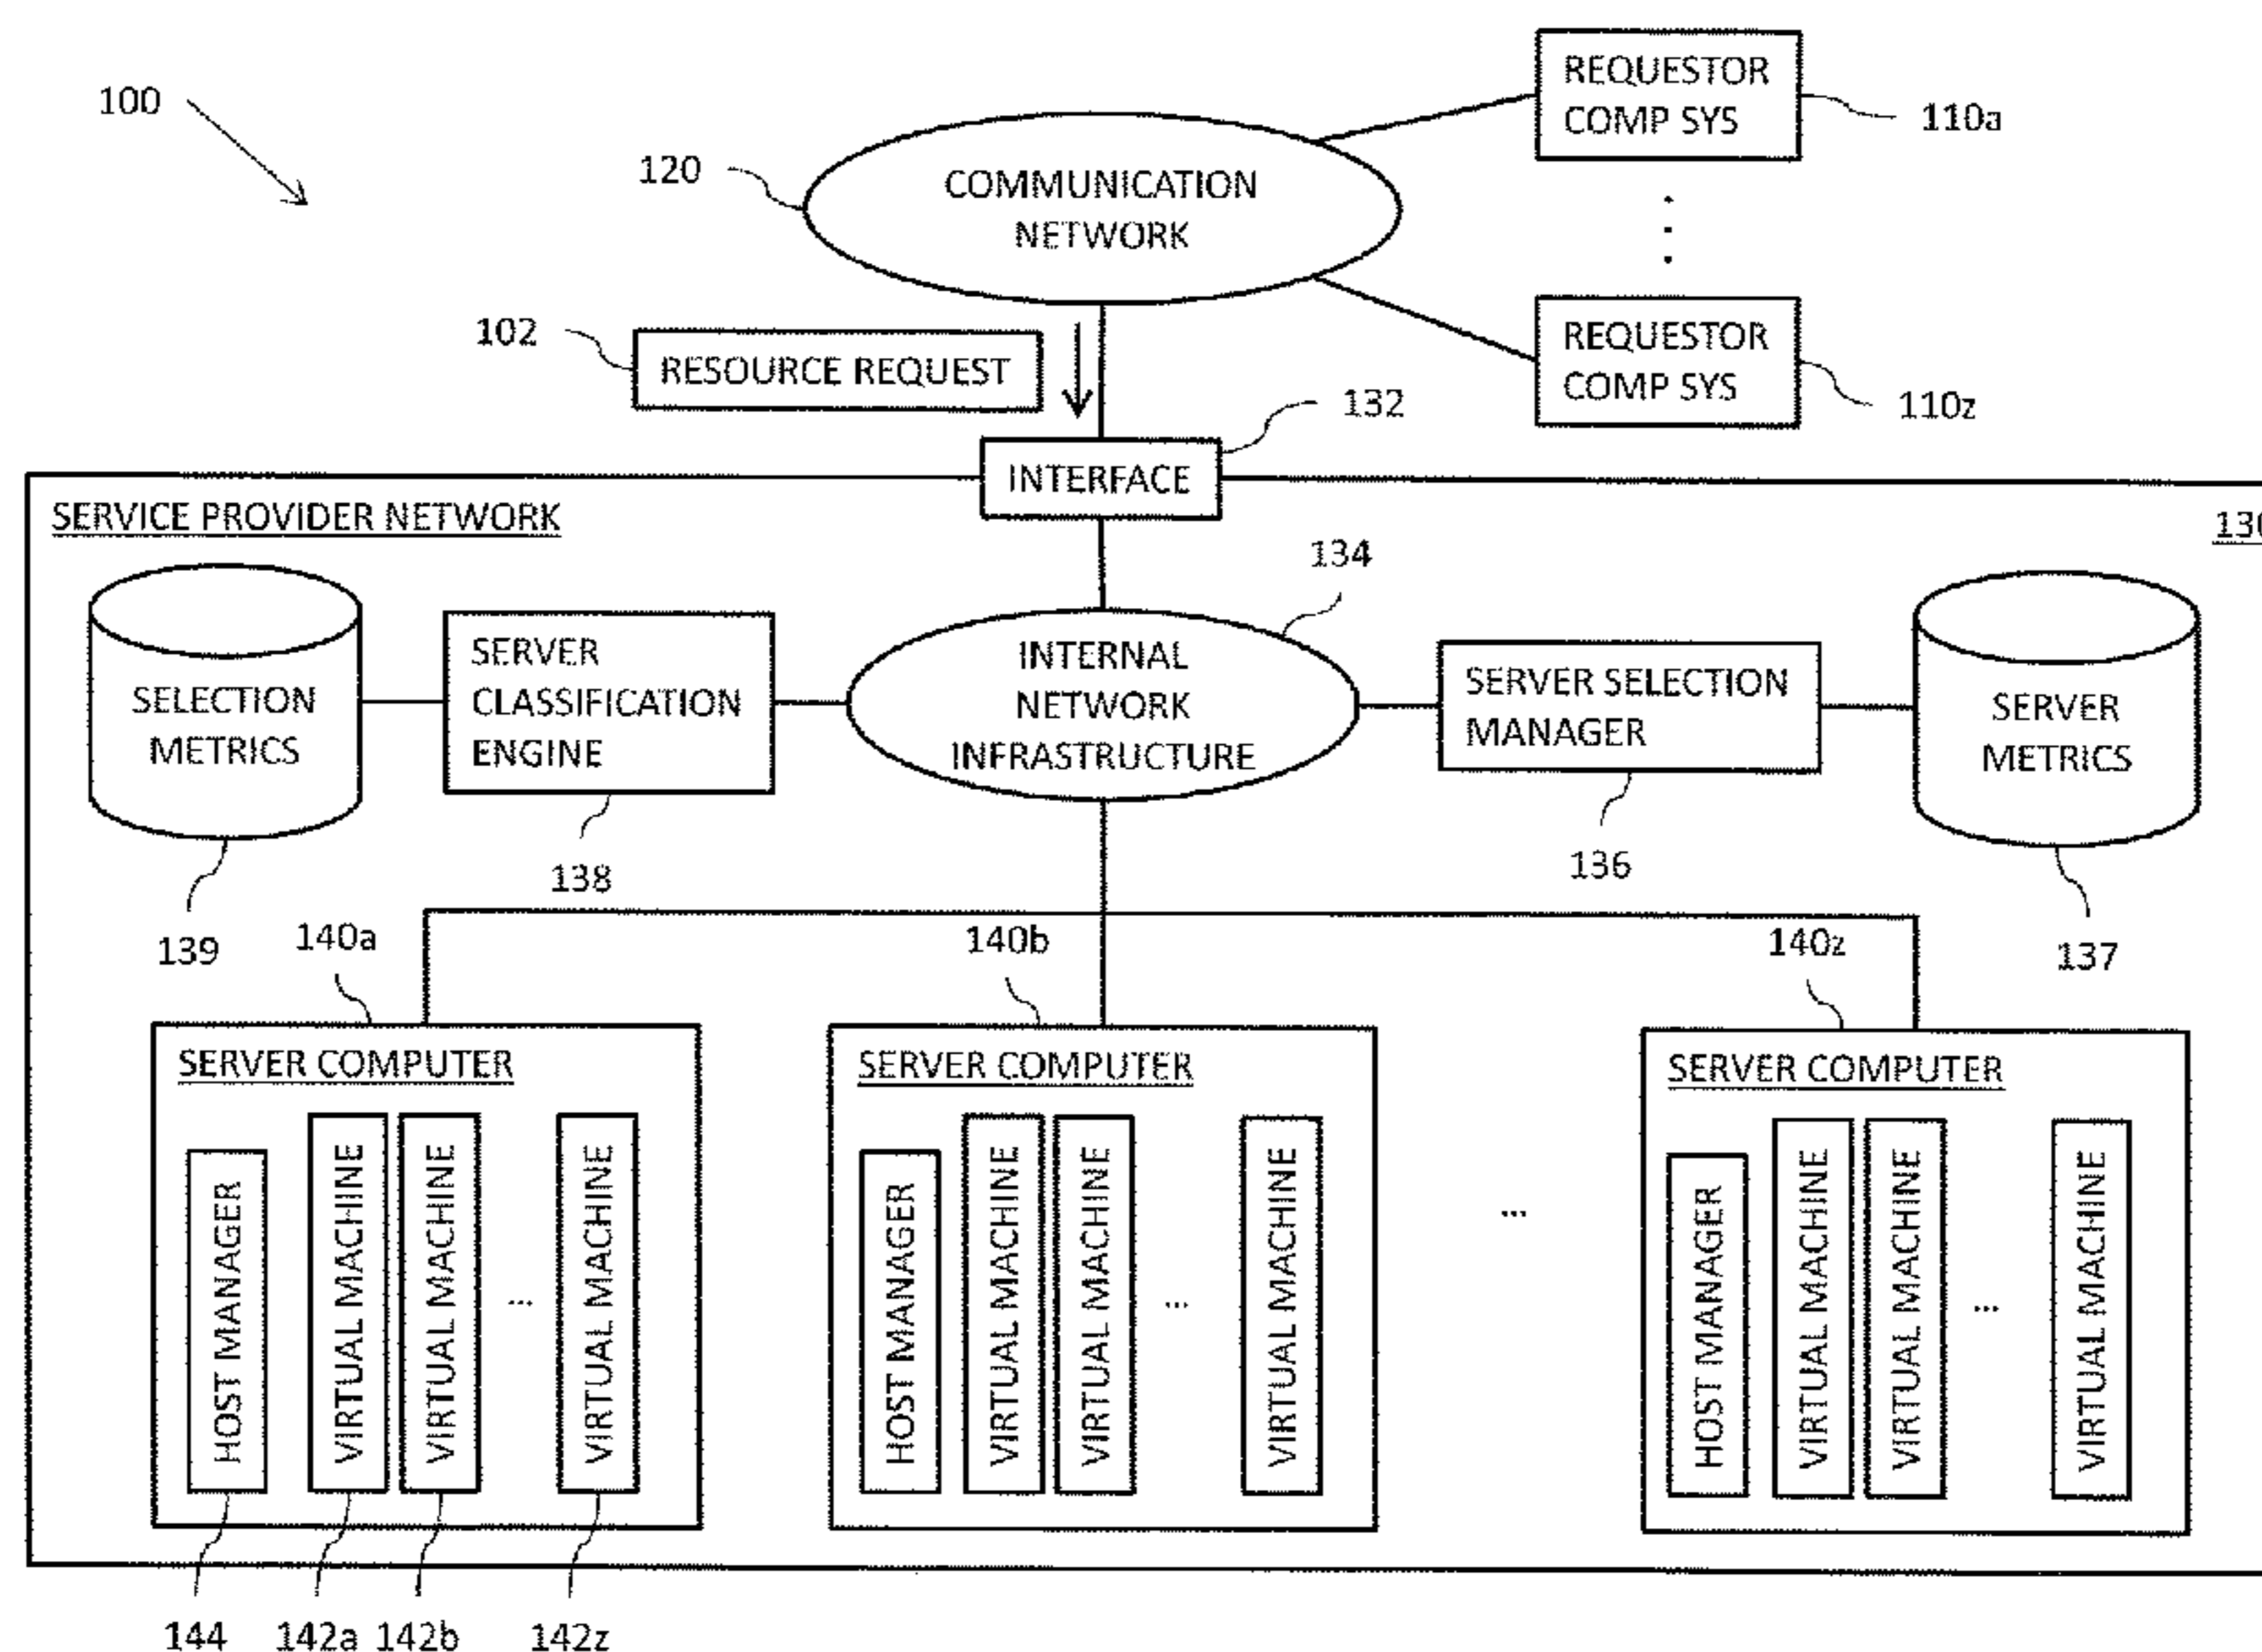 100
REQUESTOR
COMP SYS
110a
120
COMMUNICATION
NETWORK
102
RESOURCE REQUEST
REQUESTOR
COMP SYS
110z
132
INTERFACE
SERVICE PROVIDER NETWORK
130
134
SELECTION
METRICS
SERVER
CLASSIFICATION
ENGINE
INTERNAL
NETWORK
INFRASTRUCTURE
SERVER SELECTION
MANAGER
SERVER
METRICS
139
138
136
137
140a
140b
140z
SERVER COMPUTER
HOST MANAGER
VIRTUAL MACHINE
VIRTUAL MACHINE
...
VIRTUAL MACHINE
SERVER COMPUTER
HOST MANAGER
VIRTUAL MACHINE
VIRTUAL MACHINE
...
VIRTUAL MACHINE
...
SERVER COMPUTER
HOST MANAGER
VIRTUAL MACHINE
VIRTUAL MACHINE
...
VIRTUAL MACHINE
144
142a
142b
142z